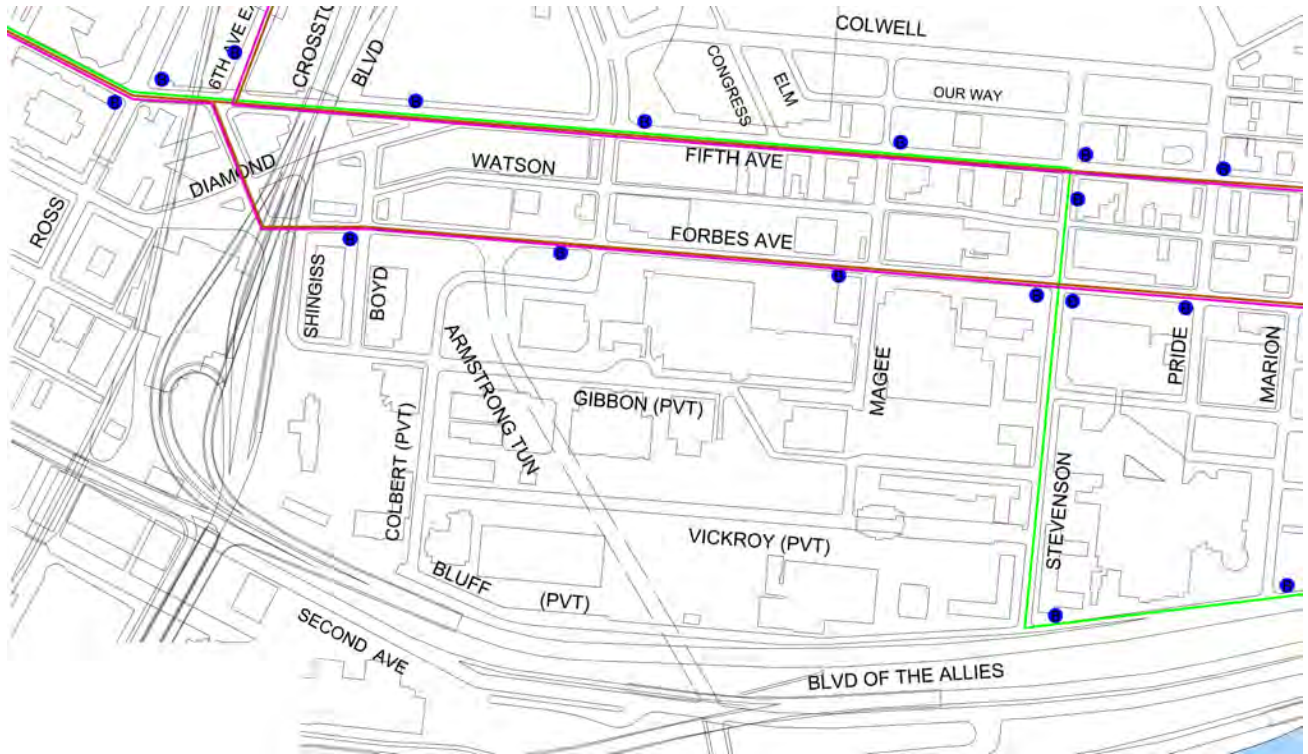 COLWELL
6TH AVE EX
CROSSTO
BLVD
CONGRESS
ELM
OUR WAY
FIFTH AVE
WATSON
DIAMOND
ROSS
FORBES AVE
SHINGISS
BOYD
ARMSTRONG TUN
MAGEE
PRIDE
MARION
GIBBON (PVT)
COLBERT (PVT)
STEVENSON
VICKROY (PVT)
BLUFF
(PVT)
SECOND AVE
BLVD OF THE ALLIES